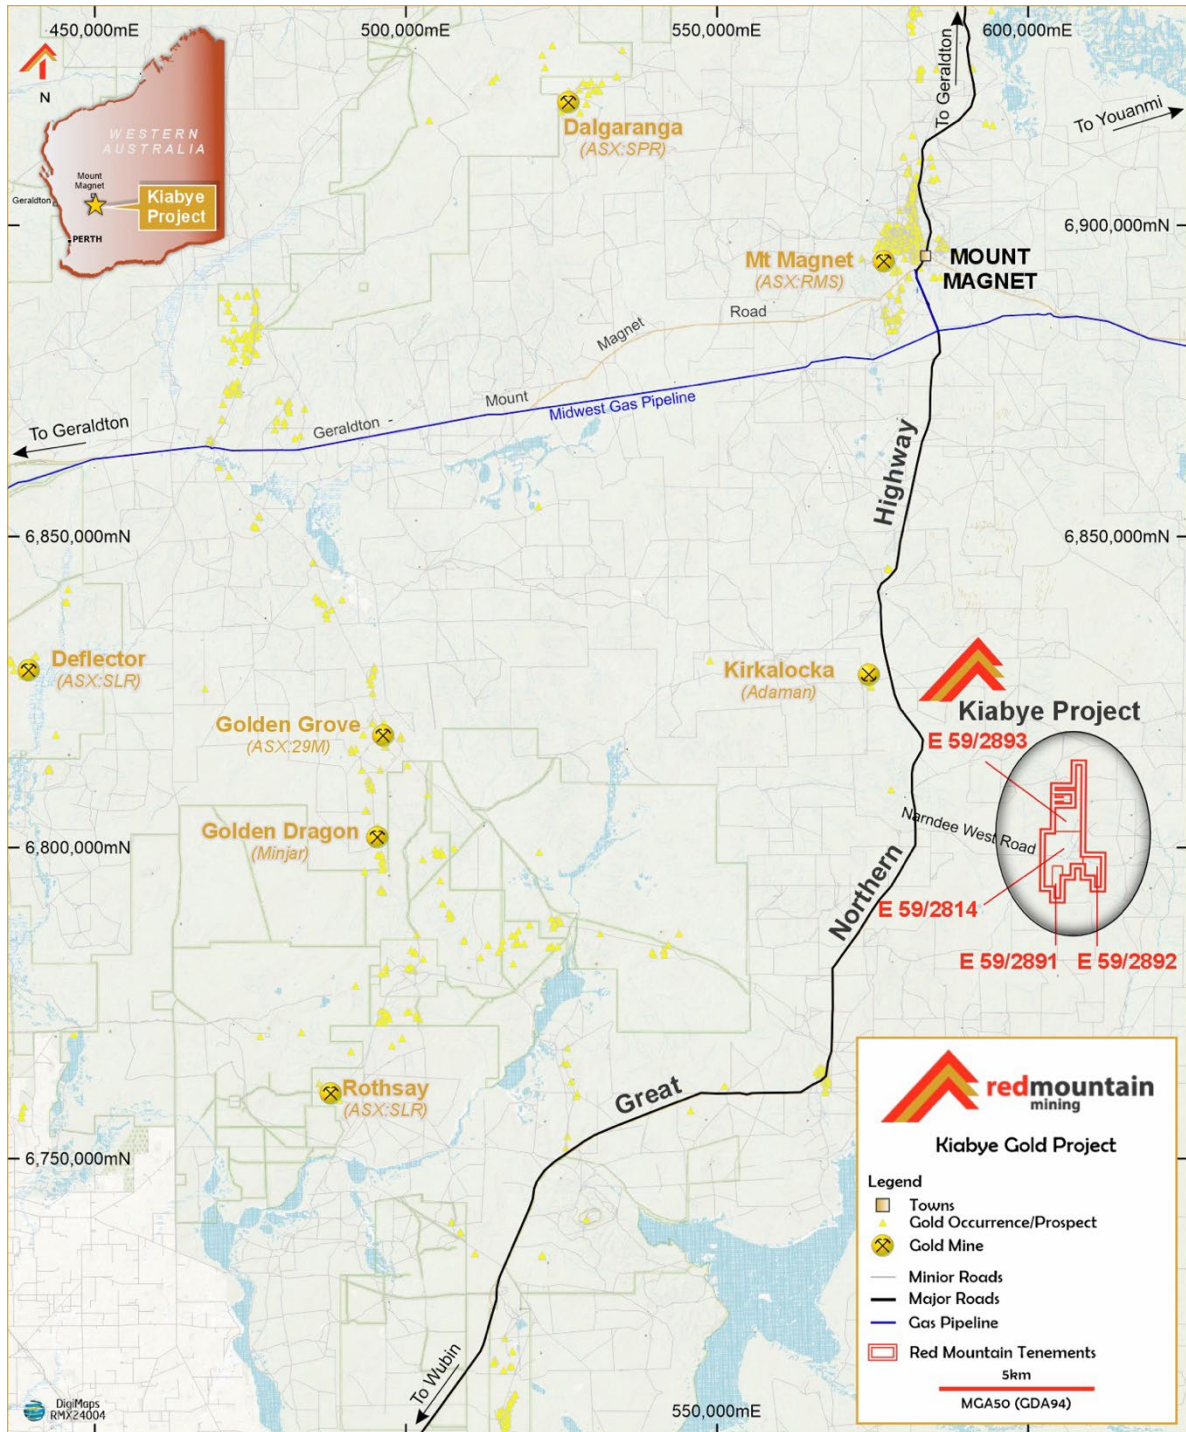 450,000mE
500,000mE
550,000mE
600,000mE
N
WESTERN
AUSTRALIA
Mount
Magnet
Geraldton
Kiabye
Project
PERTH
Dalgaranga
(ASX:SPR)
To Geraldton
To Youanmi
6,900,000mN
Mt Magnet
(ASX:RMS)
MOUNT
MAGNET
Geraldton - Mount Magnet Road
Midwest Gas Pipeline
To Geraldton
6,850,000mN
6,850,000mN
Great Northern Highway
Deflector
(ASX:SLR)
Kirkalocka
(Adaman)
Golden Grove
(ASX:29M)
Kiabye Project
E 59/2893
Golden Dragon
(Minjar)
Narndee West Road
6,800,000mN
E 59/2814
E 59/2891
E 59/2892
Rothsay
(ASX:SLR)
6,750,000mN
redmountain
mining
Kiabye Gold Project
Legend
Towns
Gold Occurrence/Prospect
Gold Mine
Minior Roads
Major Roads
Gas Pipeline
Red Mountain Tenements
5km
MGA50 (GDA94)
To Wubin
DigiMaps
RMX24004
550,000mE